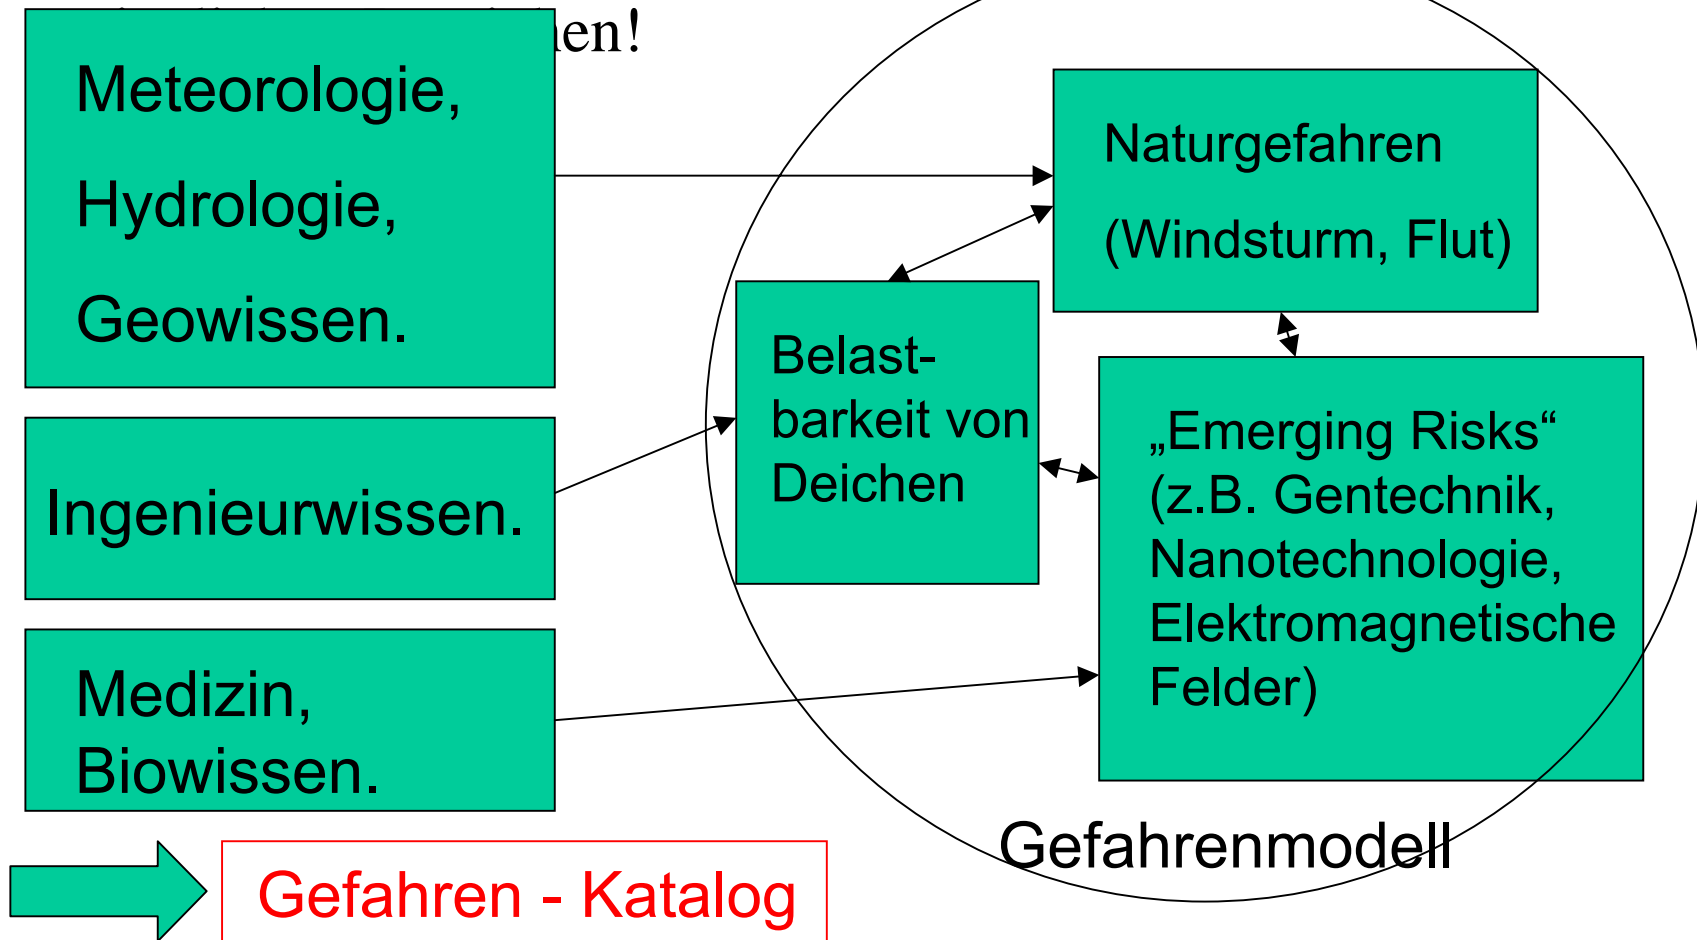 hen!
Meteorologie,
Hydrologie,
Geowissen.
Ingenieurwissen.
Medizin,
Biowissen.
Naturgefahren
(Windsturm, Flut)
Belast-
barkeit von
Deichen
„Emerging Risks“
(z.B. Gentechnik,
Nanotechnologie,
Elektromagnetische
Felder)
Gefahrenmodell
Gefahren - Katalog